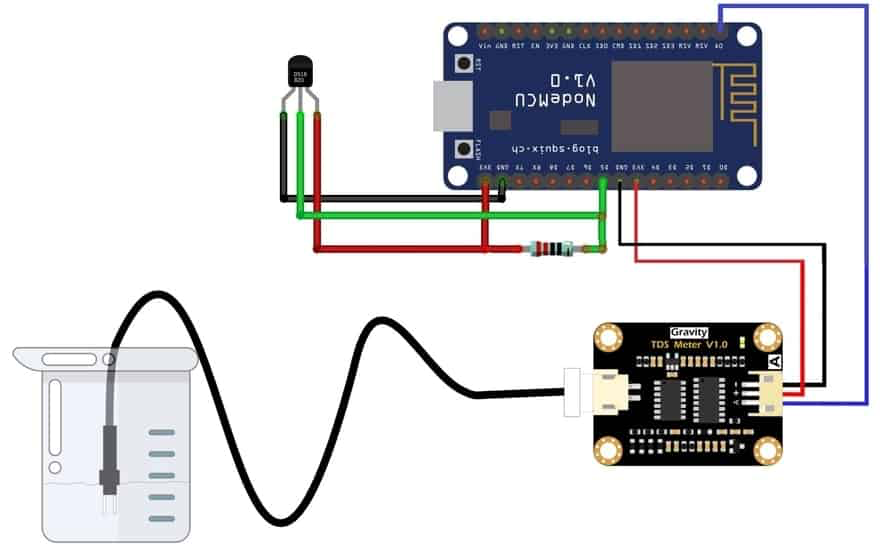 Vin GND RST EN 3V3 GND CLK SD0 CMD SD1 SD2 SD3 RSV RSV A0
RST
DS18
B20
NodeMCU
V1.0
FLASH
blog-squix-ch
3V3 GND TX RX D8 D7 D6 D5 GND 3V3 D4 D3 D2 D1 D0
Gravity
TDS Meter V1.0
A
A + -